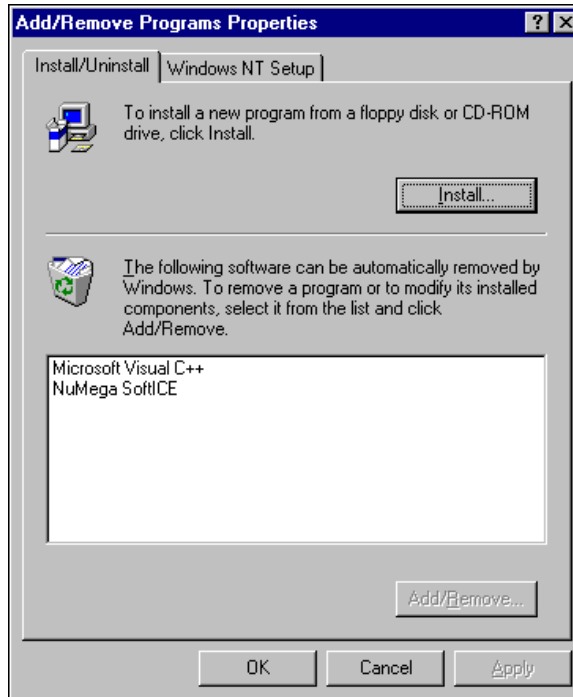 Add/Remove Programs Properties
Install/Uninstall
Windows NT Setup
To install a new program from a floppy disk or CD-ROM
drive, click Install.
Install...
The following software can be automatically removed by
Windows. To remove a program or to modify its installed
components, select it from the list and click
Add/Remove.
Microsoft Visual C++
NuMega SoftICE
Add/Remove...
OK
Cancel
Apply